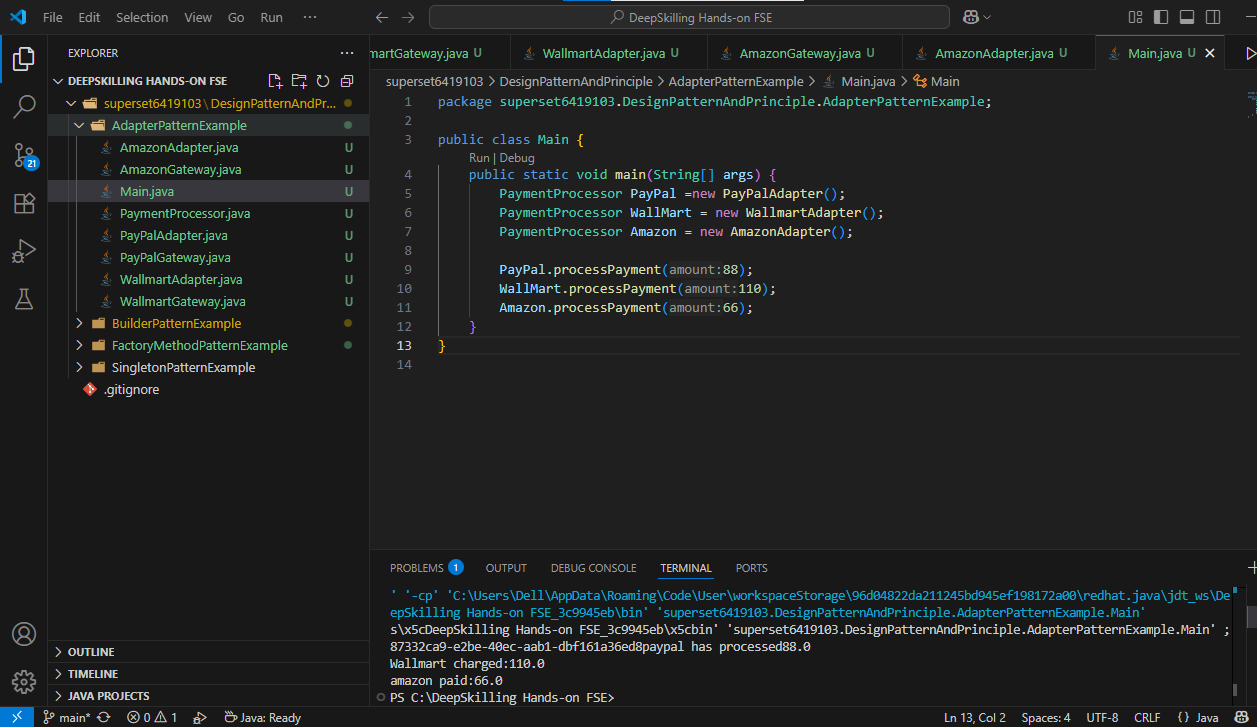 File Edit Selection View Go Run ···
DeepSkilling Hands-on FSE
EXPLORER
DEEPSKILLING HANDS-ON FSE
superset6419103 \ DesignPatternAndPr...
AdapterPatternExample
AmazonAdapter.java U
AmazonGateway.java U
Main.java U
PaymentProcessor.java U
PayPalAdapter.java U
PayPalGateway.java U
WallmartAdapter.java U
WallmartGateway.java U
BuilderPatternExample
FactoryMethodPatternExample
SingletonPatternExample
.gitignore
21
OUTLINE
TIMELINE
JAVA PROJECTS
martGateway.java U WallmartAdapter.java U AmazonGateway.java U AmazonAdapter.java U Main.java U
superset6419103 > DesignPatternAndPrinciple > AdapterPatternExample > Main.java > Main
1 package superset6419103.DesignPatternAndPrinciple.AdapterPatternExample;
2
3 public class Main {
Run | Debug
4 public static void main(String[] args) {
5 PaymentProcessor PayPal =new PayPalAdapter();
6 PaymentProcessor WallMart = new WallmartAdapter();
7 PaymentProcessor Amazon = new AmazonAdapter();
8
9 PayPal.processPayment(amount:88);
10 WallMart.processPayment(amount:110);
11 Amazon.processPayment(amount:66);
12 }
13 }
14
PROBLEMS 1 OUTPUT DEBUG CONSOLE TERMINAL PORTS
' '-cp' 'C:\Users\Dell\AppData\Roaming\Code\User\workspaceStorage\96d04822da211245bd945ef198172a00\redhat.java\jdt_ws\De
epSkilling Hands-on FSE_3c9945eb\bin' 'superset6419103.DesignPatternAndPrinciple.AdapterPatternExample.Main'
s\x5cDeepSkilling Hands-on FSE_3c9945eb\x5cbin' 'superset6419103.DesignPatternAndPrinciple.AdapterPatternExample.Main' ;
87332ca9-e2be-40ec-aab1-dbf161a36ed8paypal has processed88.0
Wallmart charged:110.0
amazon paid:66.0
PS C:\DeepSkilling Hands-on FSE>
main* 0 1 Java: Ready Ln 13, Col 2 Spaces: 4 UTF-8 CRLF {} Java